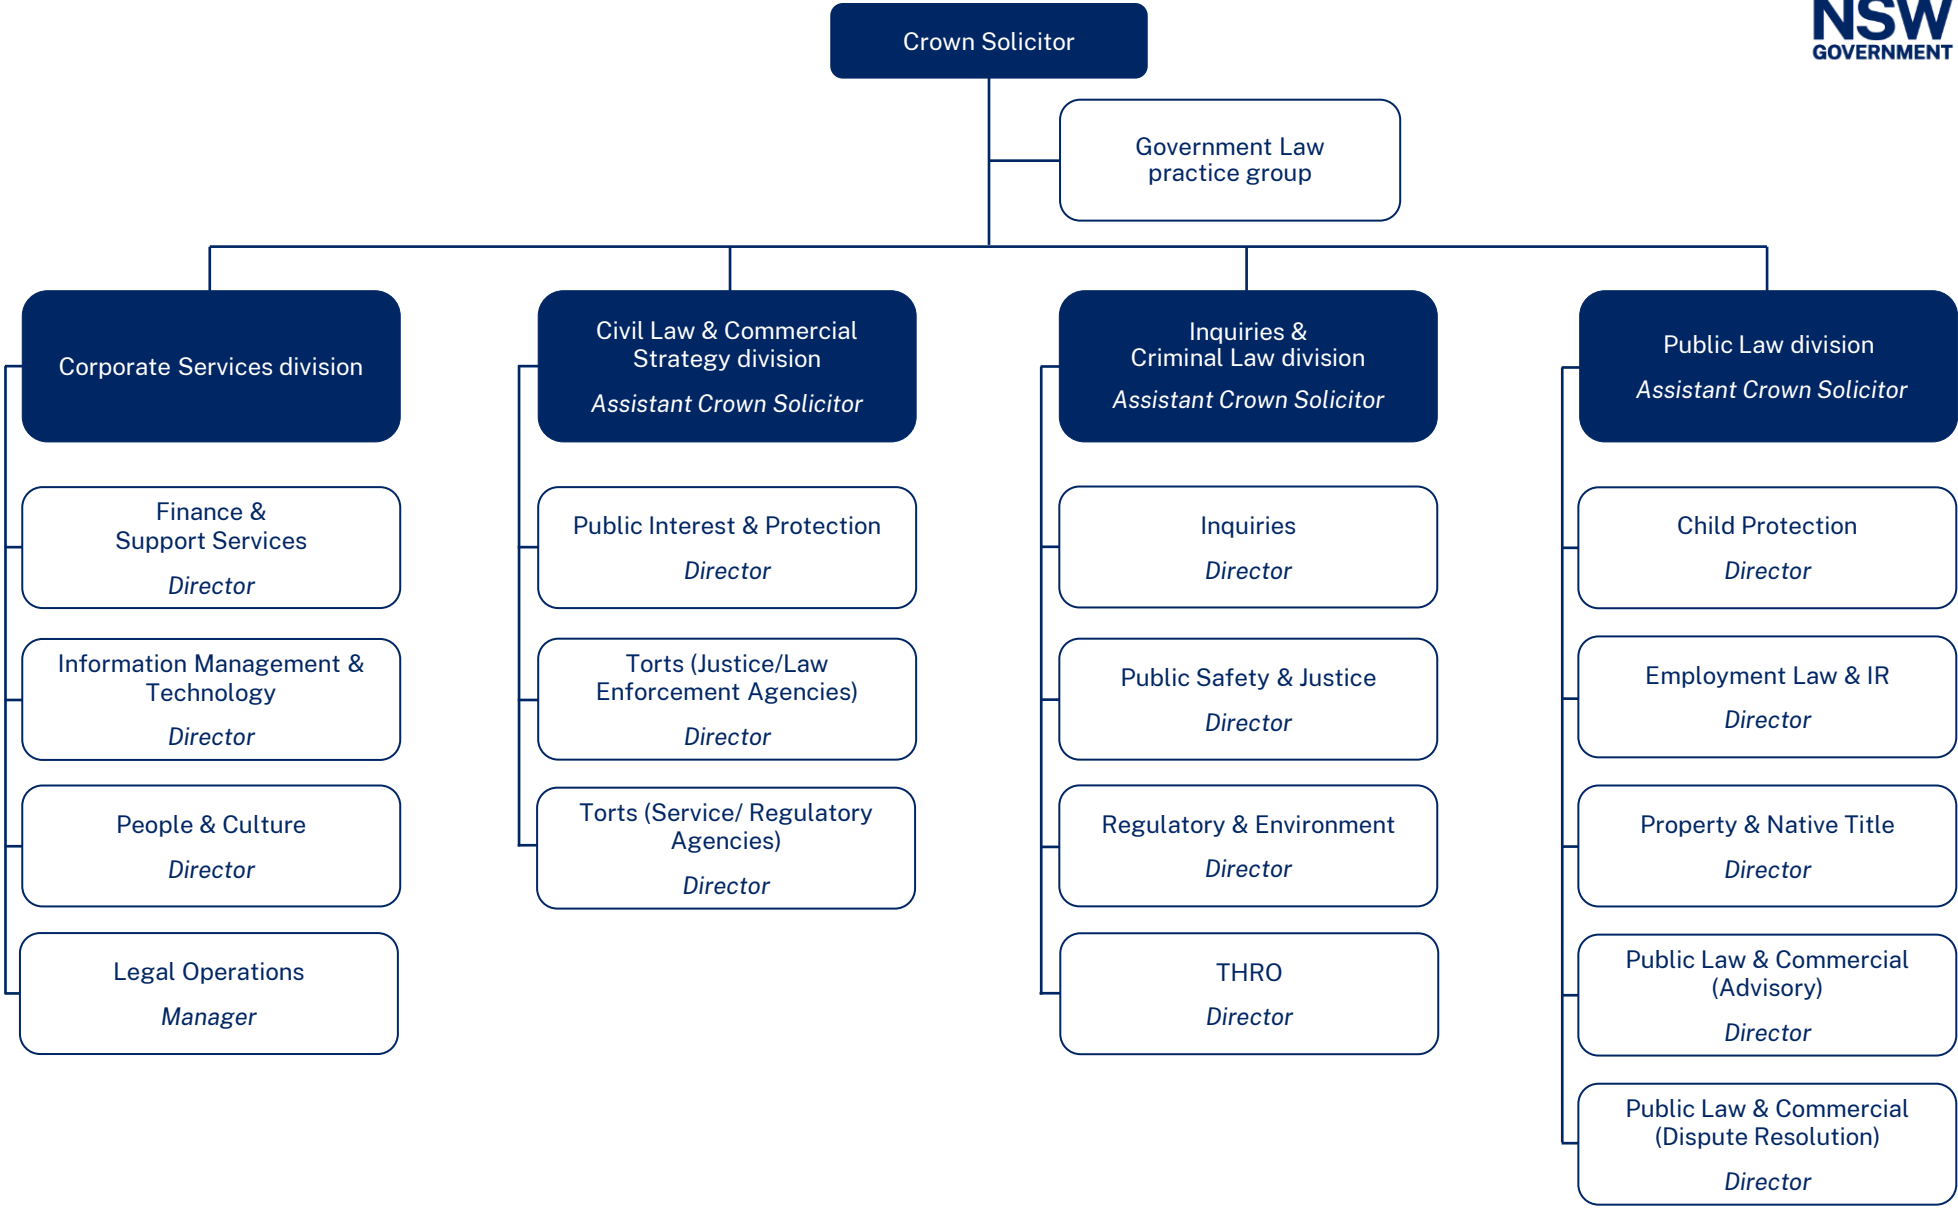 NSW
GOVERNMENT
Crown Solicitor
Government Law
practice group
Corporate Services division
Finance &
Support Services
Director
Information Management &
Technology
Director
People & Culture
Director
Legal Operations
Manager
Civil Law & Commercial
Strategy division
Assistant Crown Solicitor
Public Interest & Protection
Director
Torts (Justice/Law
Enforcement Agencies)
Director
Torts (Service/ Regulatory
Agencies)
Director
Inquiries &
Criminal Law division
Assistant Crown Solicitor
Inquiries
Director
Public Safety & Justice
Director
Regulatory & Environment
Director
THRO
Director
Public Law division
Assistant Crown Solicitor
Child Protection
Director
Employment Law & IR
Director
Property & Native Title
Director
Public Law & Commercial
(Advisory)
Director
Public Law & Commercial
(Dispute Resolution)
Director